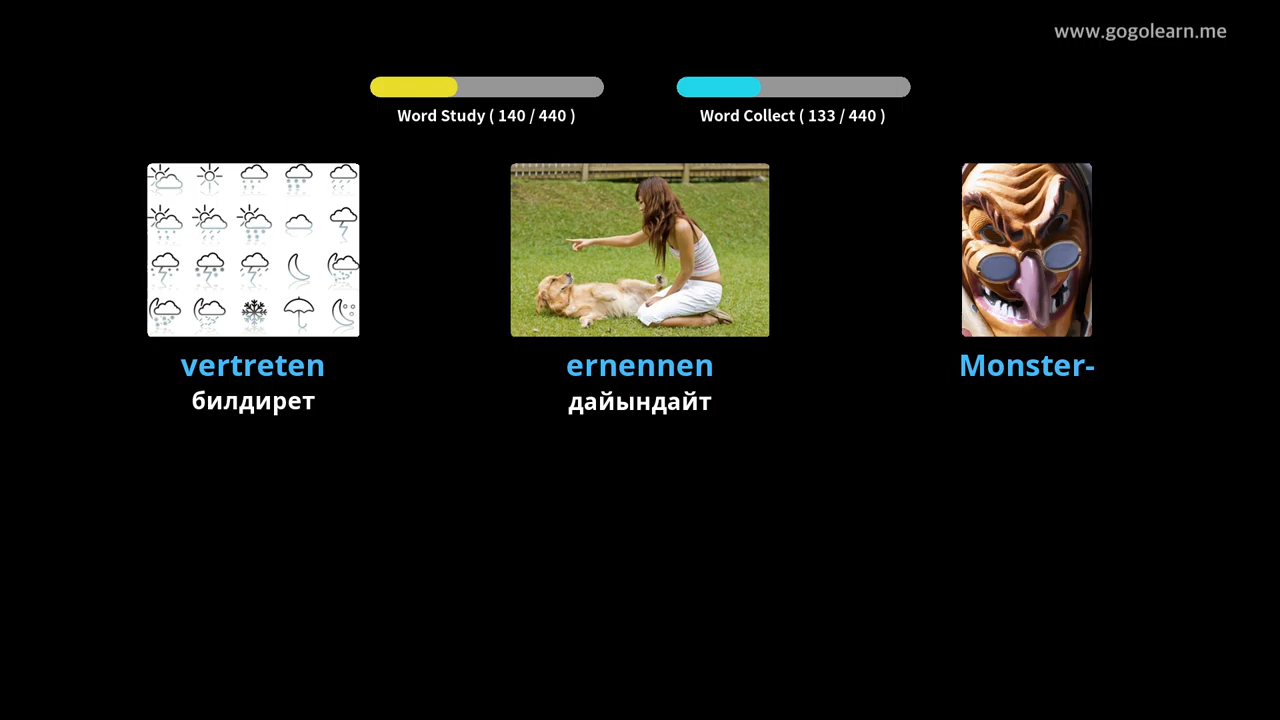 www.gogolearn.me
Word Study ( 140 / 440 )
Word Collect ( 133 / 440 )
vertreten
билдирет
ernennen
дайындайт
Monster-